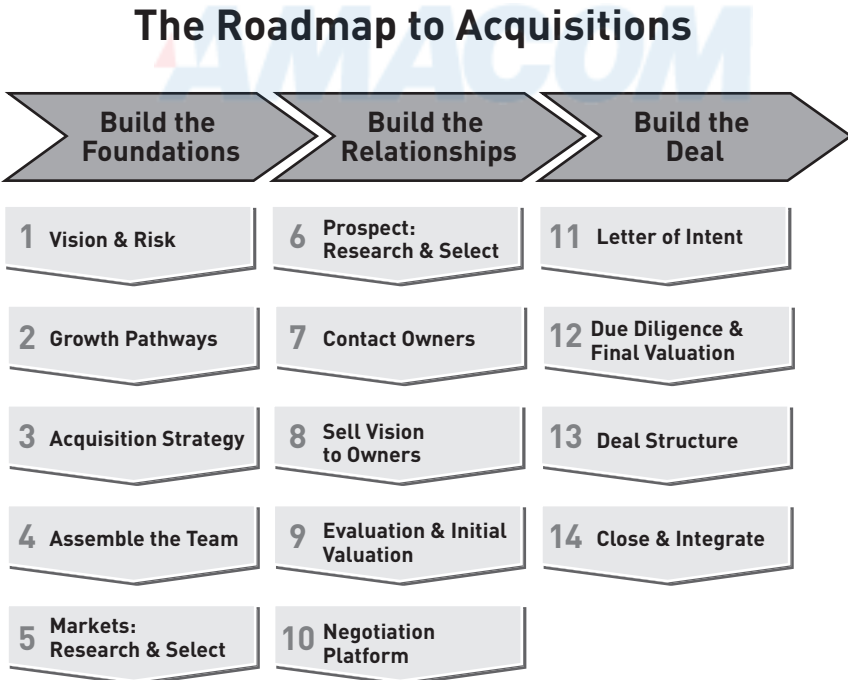 The Roadmap to Acquisitions
AMACOM
Build the
Foundations
Build the
Relationships
Build the
Deal
1 Vision & Risk
2 Growth Pathways
3 Acquisition Strategy
4 Assemble the Team
5 Markets:
Research & Select
6 Prospect:
Research & Select
7 Contact Owners
8 Sell Vision
to Owners
9 Evaluation & Initial
Valuation
10 Negotiation
Platform
11 Letter of Intent
12 Due Diligence &
Final Valuation
13 Deal Structure
14 Close & Integrate